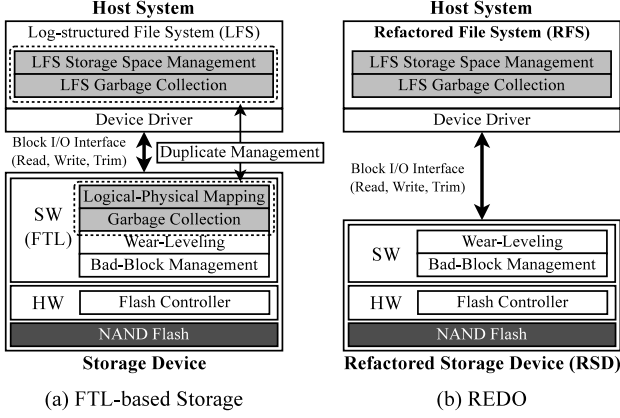 Host System
Log-structured File System (LFS)
LFS Storage Space Management
LFS Garbage Collection
Device Driver
Block I/O Interface
(Read, Write, Trim)
Duplicate Management
Logical-Physical Mapping
Garbage Collection
SW
(FTL)
Wear-Leveling
Bad-Block Management
HW
Flash Controller
NAND Flash
Storage Device
(a) FTL-based Storage
Host System
Refactored File System (RFS)
LFS Storage Space Management
LFS Garbage Collection
Device Driver
Block I/O Interface
(Read, Write, Trim)
SW
Wear-Leveling
Bad-Block Management
HW
Flash Controller
NAND Flash
Refactored Storage Device (RSD)
(b) REDO